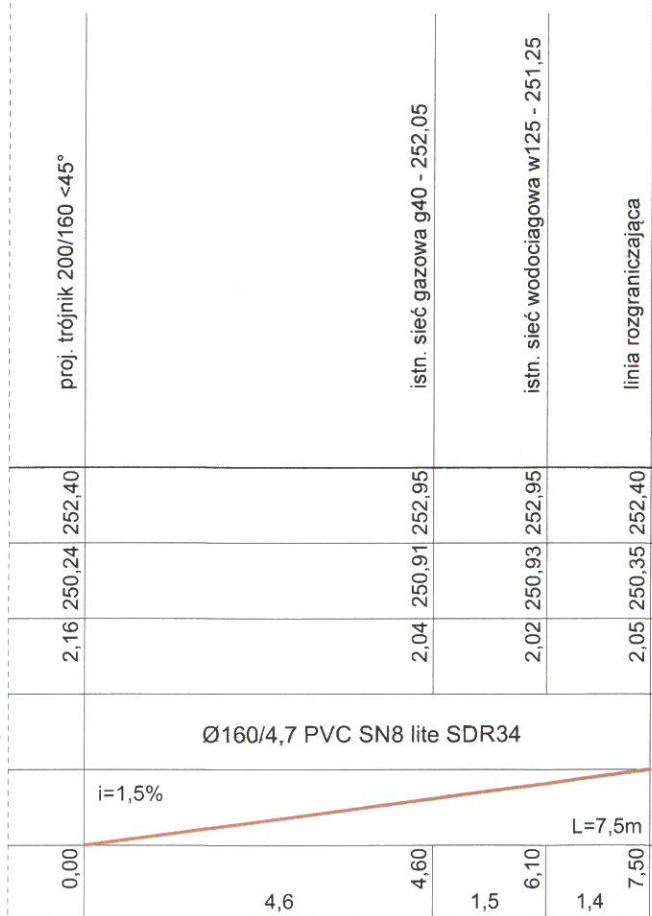 proj. trójnik 200/160 <45°
istn. sieć gazowa g40 - 252,05
istn. sieć wodociagowa w125 - 251,25
linia rozgraniczająca
252,40
252,95
252,95
252,40
250,24
250,91
250,93
250,35
2,16
2,04
2,02
2,05
Ø160/4,7 PVC SN8 lite SDR34
i=1,5%
L=7,5m
0,00
4,60
6,10
7,50
4,6
1,5
1,4